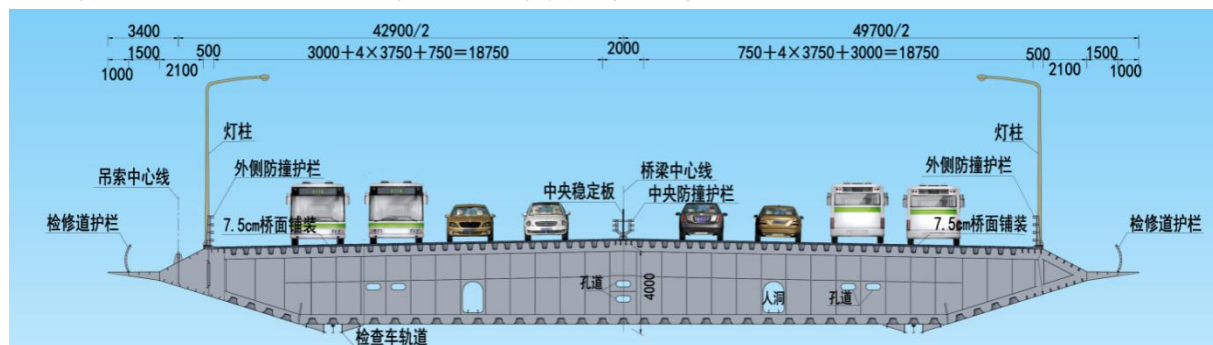 3400 42900/2 49700/2
1500 500 3000+4×3750+750=18750 2000 750+4×3750+3000=18750 500 1500
1000 2100 2100 1000
灯柱 灯柱
外侧防撞护栏 桥梁中心线 外侧防撞护栏
吊索中心线 中央稳定板 中央防撞护栏
检修道护栏 7.5cm桥面铺装 7.5cm桥面铺装 检修道护栏
孔道 4000 人洞 孔道
检查车轨道